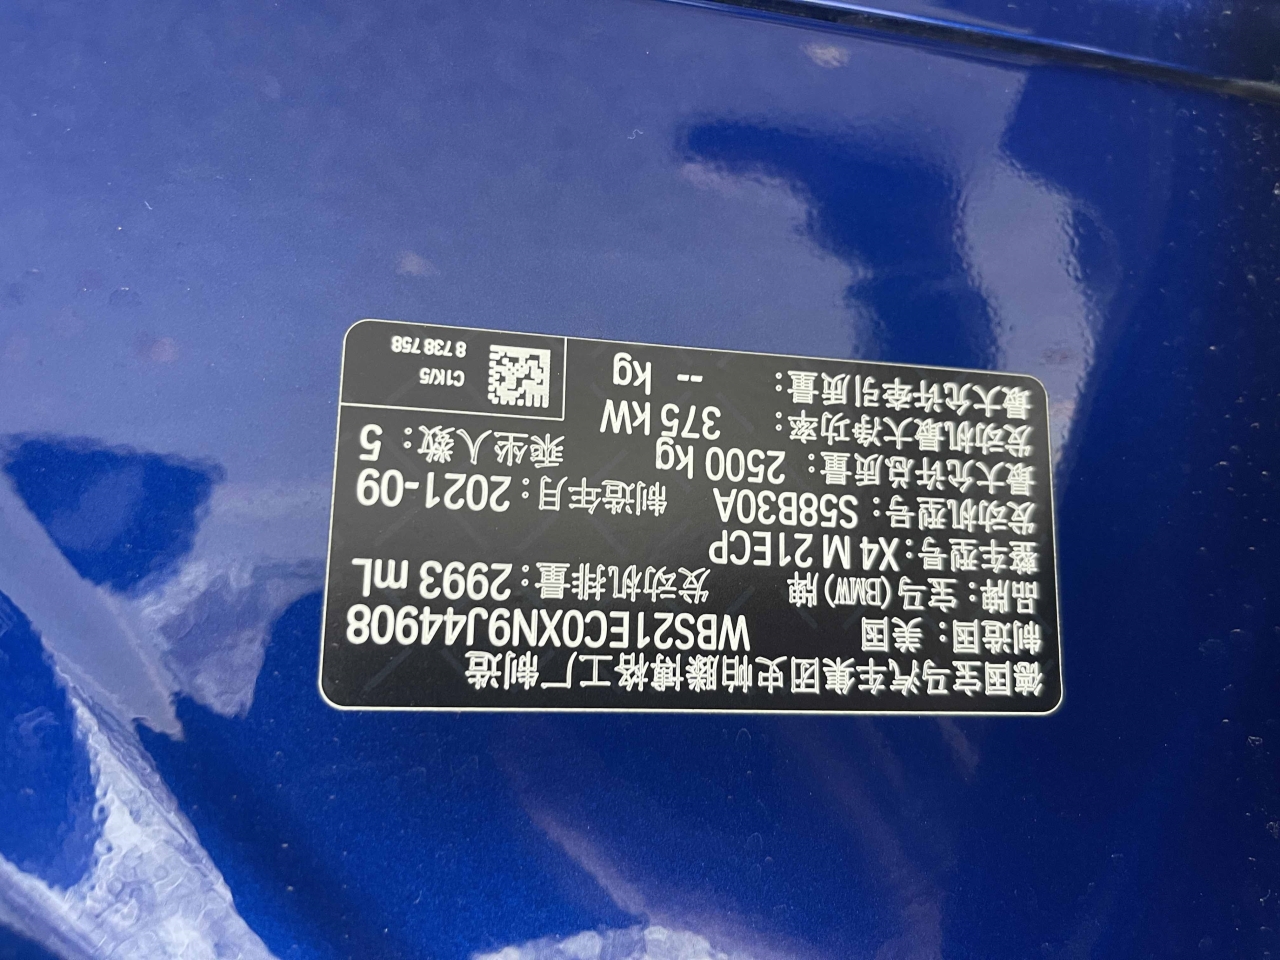 德国宝马汽车集团史帕滕博格工厂制造
制造国：美国 WBS21EC0XN9J44908
品牌：宝马(BMW)牌 发动机排量：2993 mL
整车型号：X4 M 21ECP
发动机型号：S58B30A 制造年月：2021-09
最大允许总质量：2500 kg 乘坐人数：5
发动机最大净功率：375 kW
最大允许牵引质量：-- kg
C1K/5
8 738 758